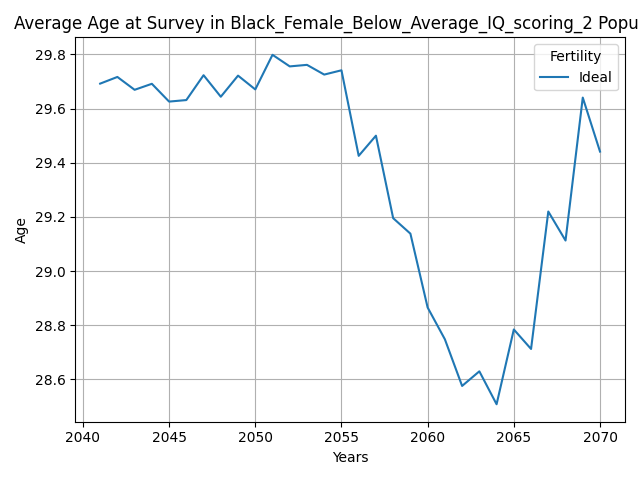 Average Age at Survey in Black_Female_Below_Average_IQ_scoring_2 Popu
Fertility
Ideal
29.8
29.6
29.4
29.2
29.0
28.8
28.6
Age
2040 2045 2050 2055 2060 2065 2070
Years